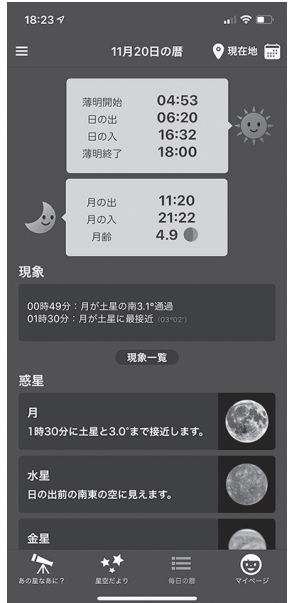 18:23
11月20日の暦
現在地
薄明開始 04:53
日の出 06:20
日の入 16:32
薄明終了 18:00
月の出 11:20
月の入 21:22
月齢 4.9
現象
00時49分：月が土星の南3.1°通過
01時30分：月が土星に最接近（03°02'）
現象一覧
惑星
月
1時30分に土星と3.0°まで接近します。
水星
日の出前の南東の空に見えます。
金星
あの星なあに？
星空だより
毎日の暦
マイページ